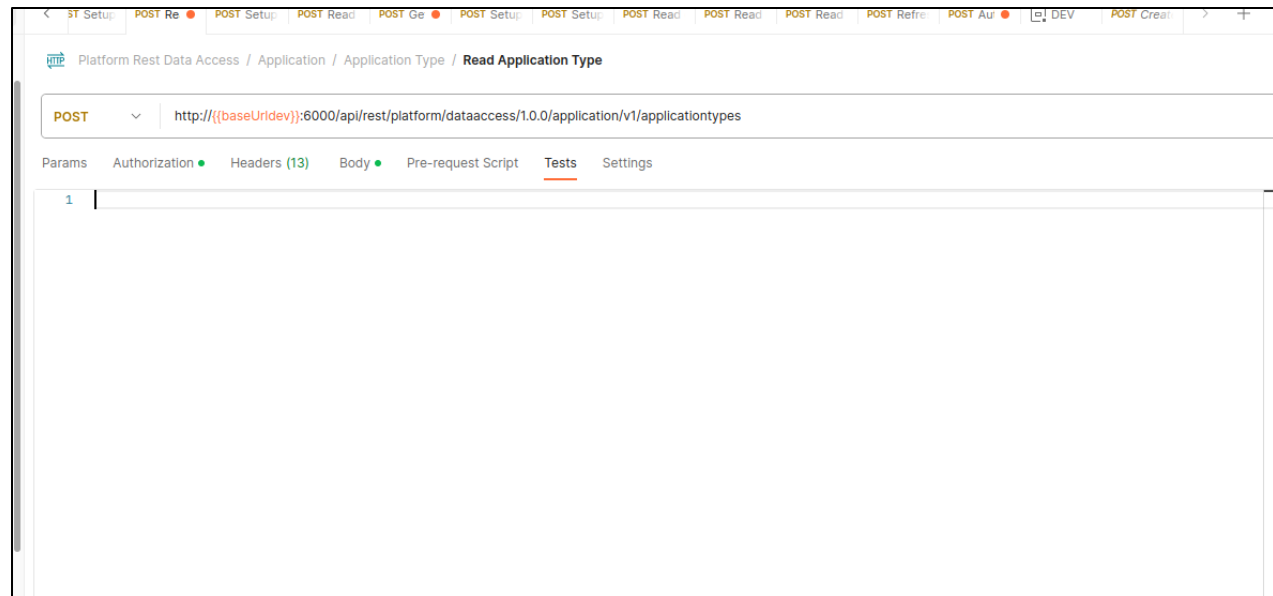 ST Setup POST Re POST Setup POST Read POST Ge POST Setup POST Setup POST Read POST Read POST Read POST Refre POST Aut DEV POST Creat
HTTP Platform Rest Data Access / Application / Application Type / Read Application Type
POST http://{{baseUrldev}}:6000/api/rest/platform/dataaccess/1.0.0/application/v1/applicationtypes
Params Authorization Headers (13) Body Pre-request Script Tests Settings
1